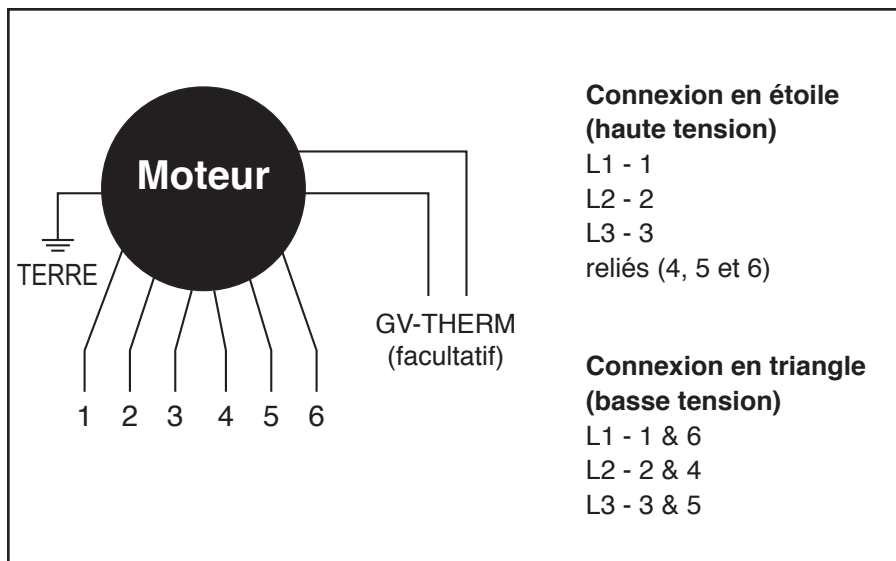 Moteur
TERRE
1 2 3 4 5 6
GV-THERM
(facultatif)
Connexion en étoile
(haute tension)
L1 - 1
L2 - 2
L3 - 3
reliés (4, 5 et 6)
Connexion en triangle
(basse tension)
L1 - 1 & 6
L2 - 2 & 4
L3 - 3 & 5